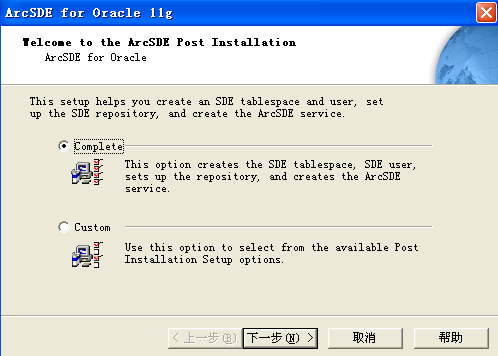 ArcSDE for Oracle 11g
Welcome to the ArcSDE Post Installation
ArcSDE for Oracle
This setup helps you create an SDE tablespace and user, set
up the SDE repository, and create the ArcSDE service.
Complete
This option creates the SDE tablespace, SDE user,
sets up the repository, and creates the ArcSDE
service.
Custom
Use this option to select from the available Post
Installation Setup options.
< 上一步(B) 下一步(N) > 取消 帮助